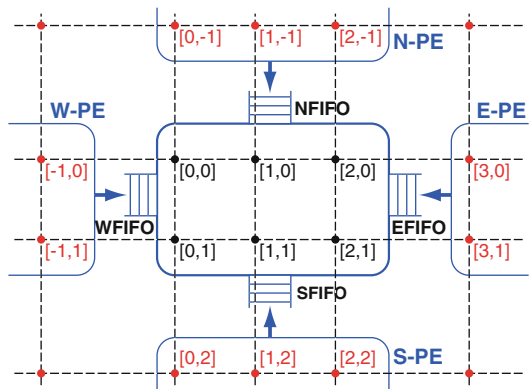 [0,-1] [1,-1] [2,-1]
N-PE
W-PE
NFIFO
E-PE
[-1,0] [0,0] [1,0] [2,0] [3,0]
WFIFO EFIFO
[-1,1] [0,1] [1,1] [2,1] [3,1]
SFIFO
[0,2] [1,2] [2,2]
S-PE